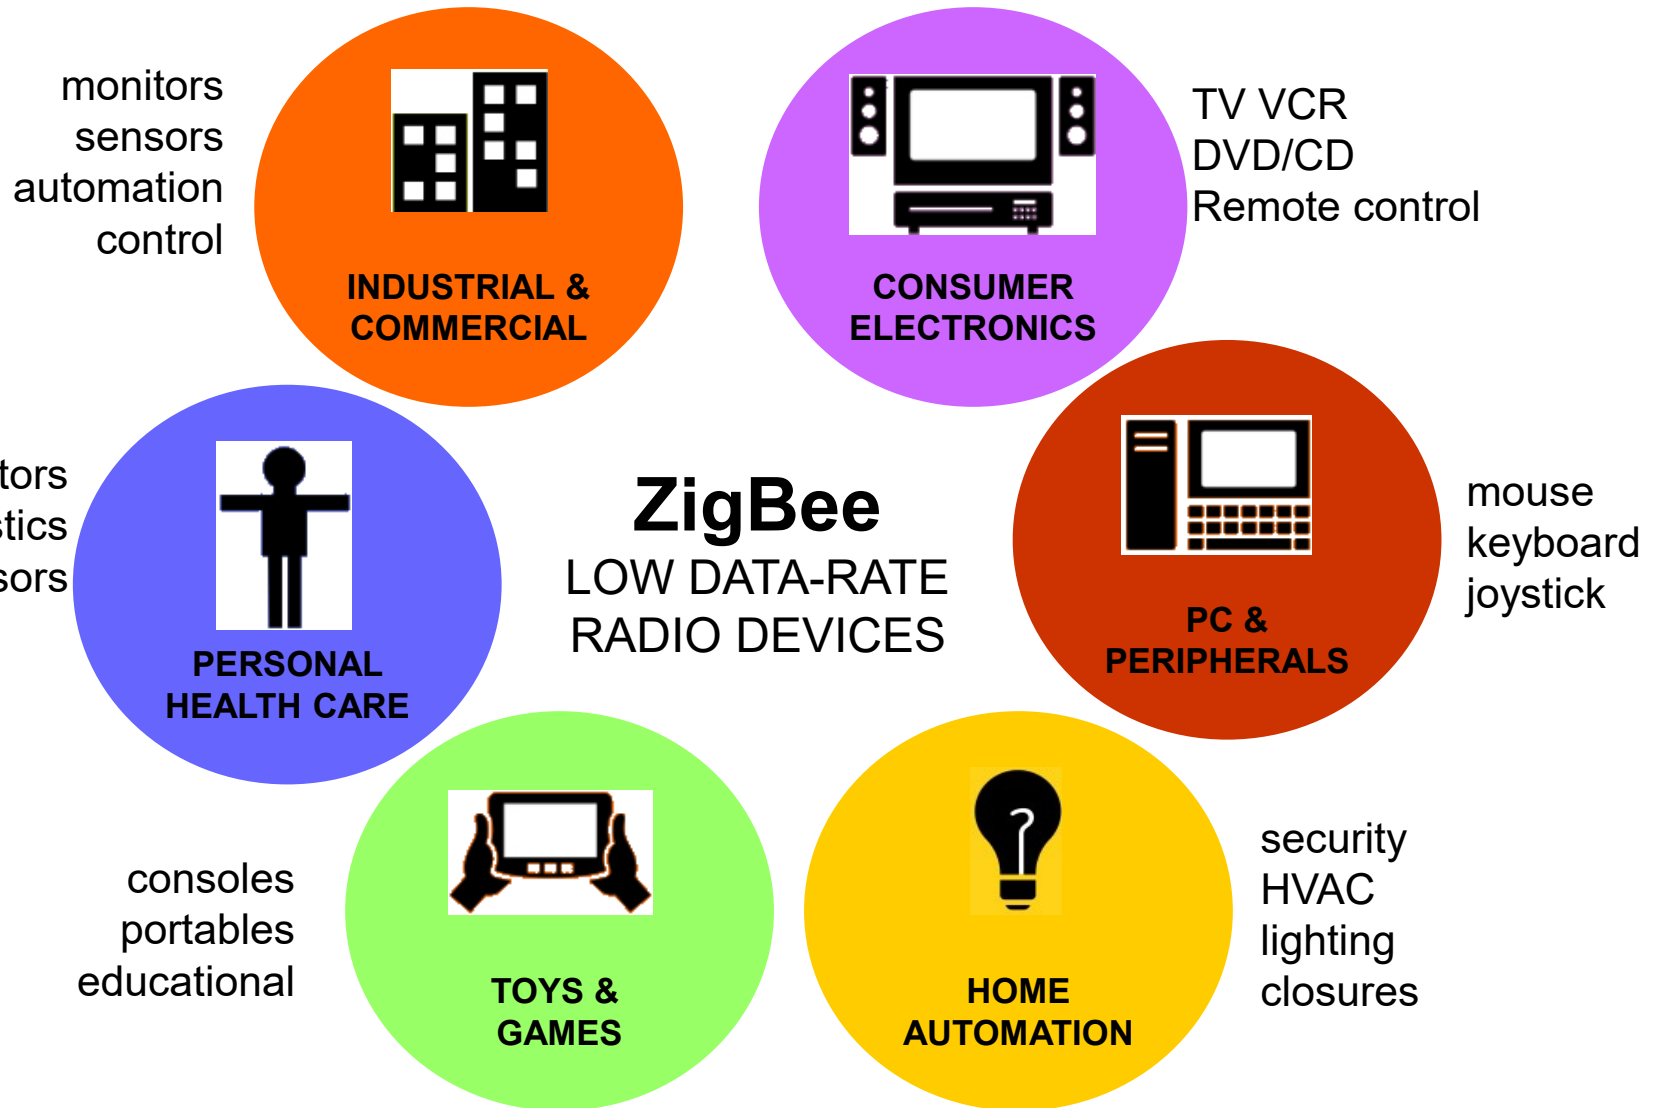 monitors
sensors
automation
control
INDUSTRIAL &
COMMERCIAL
CONSUMER
ELECTRONICS
TV VCR
DVD/CD
Remote control
PERSONAL
HEALTH CARE
ZigBee
LOW DATA-RATE
RADIO DEVICES
PC &
PERIPHERALS
mouse
keyboard
joystick
consoles
portables
educational
TOYS &
GAMES
HOME
AUTOMATION
security
HVAC
lighting
closures